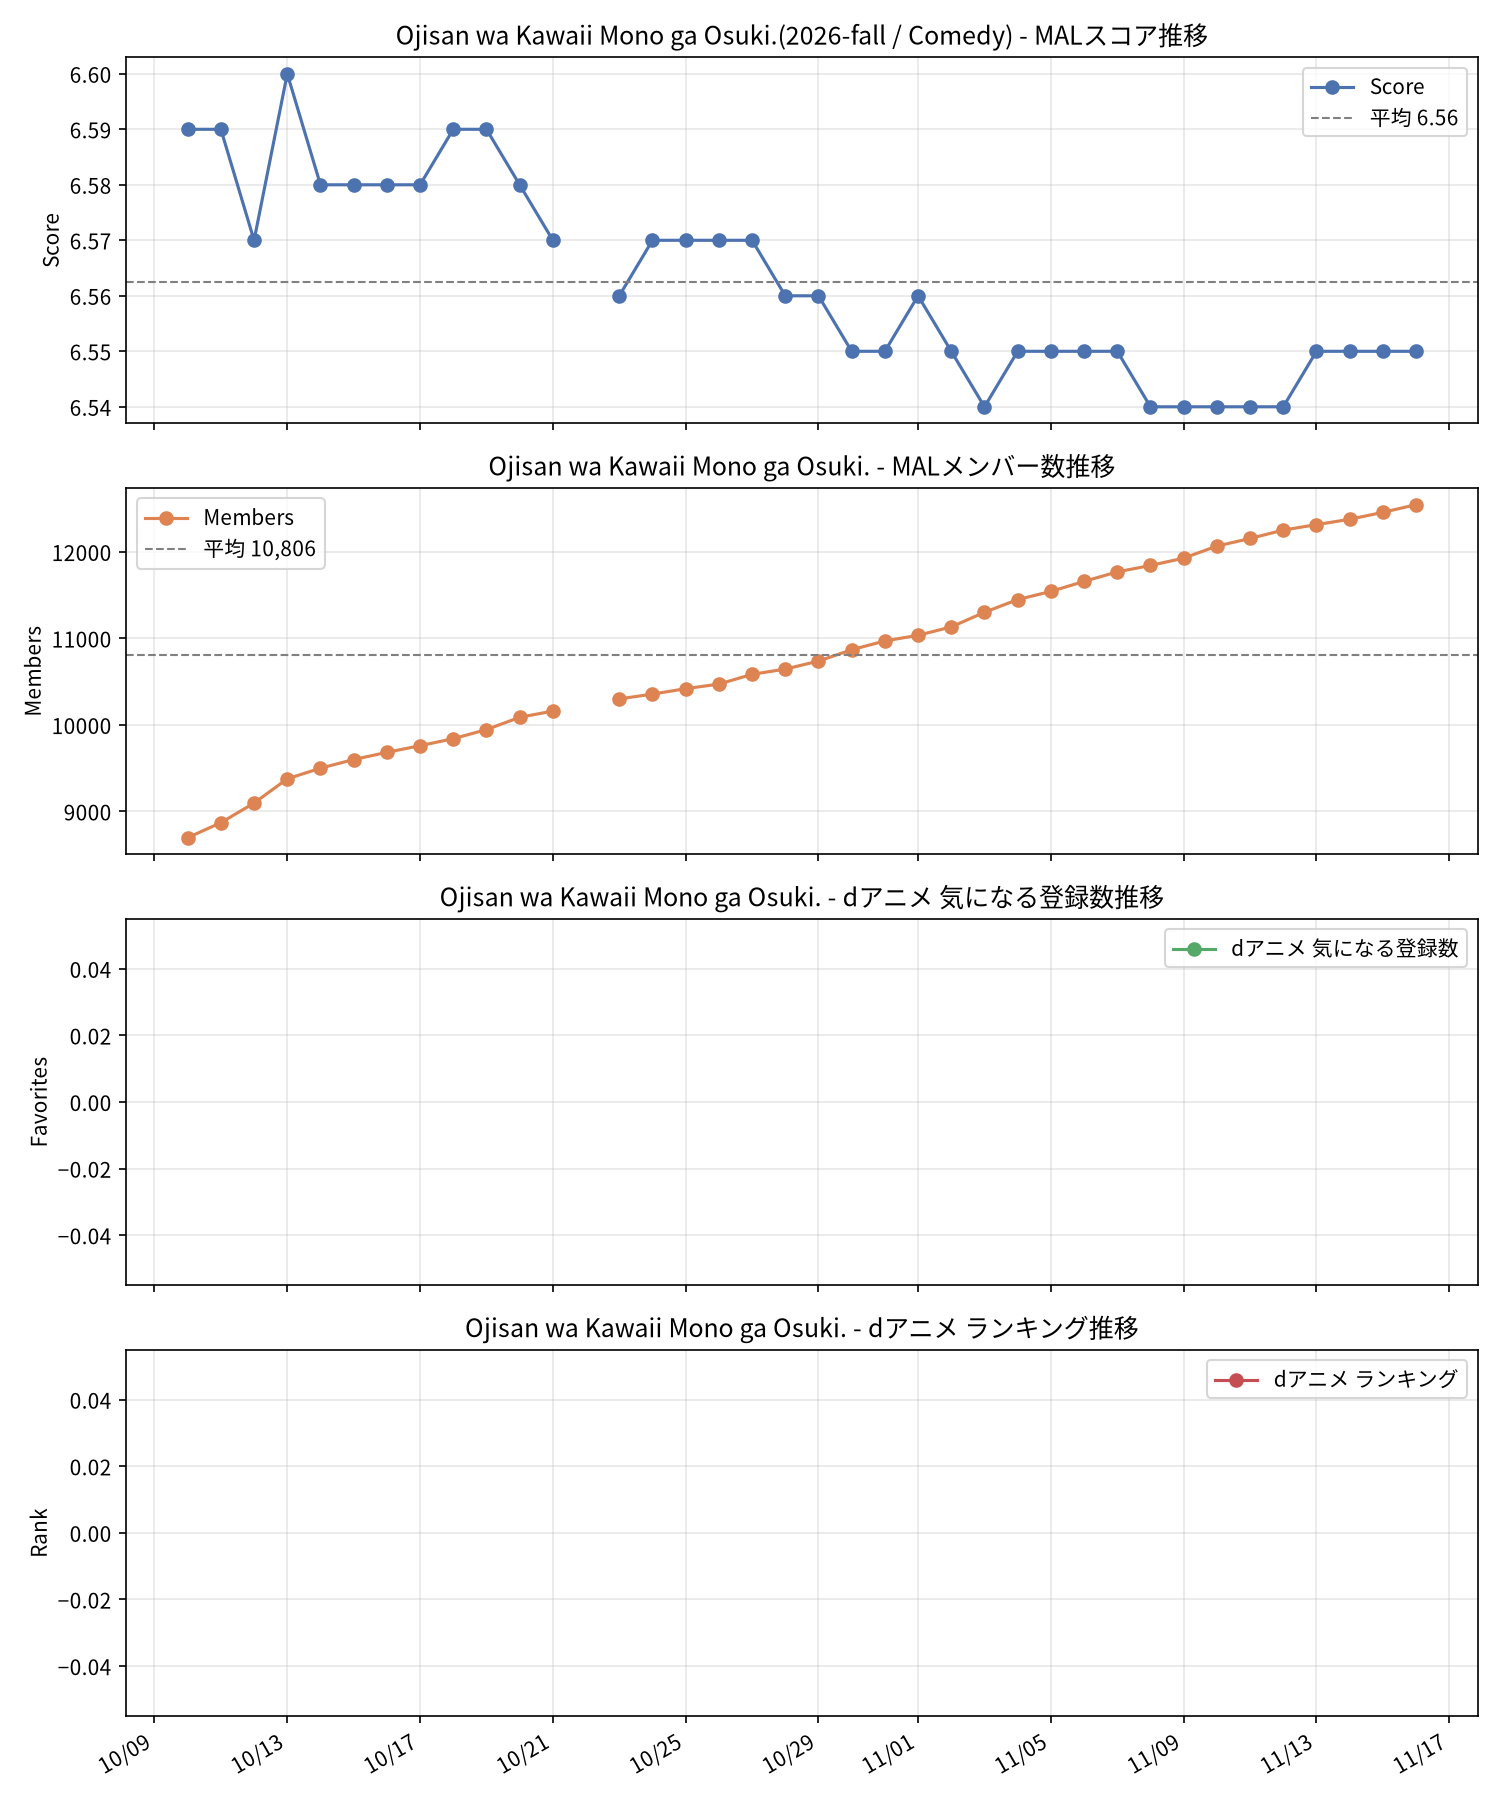 Ojisan wa Kawaii Mono ga Osuki.(2026-fall / Comedy) - MALスコア推移
Score
平均 6.56
6.60
6.59
6.58
6.57
6.56
6.55
6.54
Score
Ojisan wa Kawaii Mono ga Osuki. - MALメンバー数推移
Members
平均 10,806
12000
11000
10000
9000
Members
Ojisan wa Kawaii Mono ga Osuki. - dアニメ 気になる登録数推移
dアニメ 気になる登録数
0.04
0.02
0.00
−0.02
−0.04
Favorites
Ojisan wa Kawaii Mono ga Osuki. - dアニメ ランキング推移
dアニメ ランキング
0.04
0.02
0.00
−0.02
−0.04
Rank
10/09 10/13 10/17 10/21 10/25 10/29 11/01 11/05 11/09 11/13 11/17